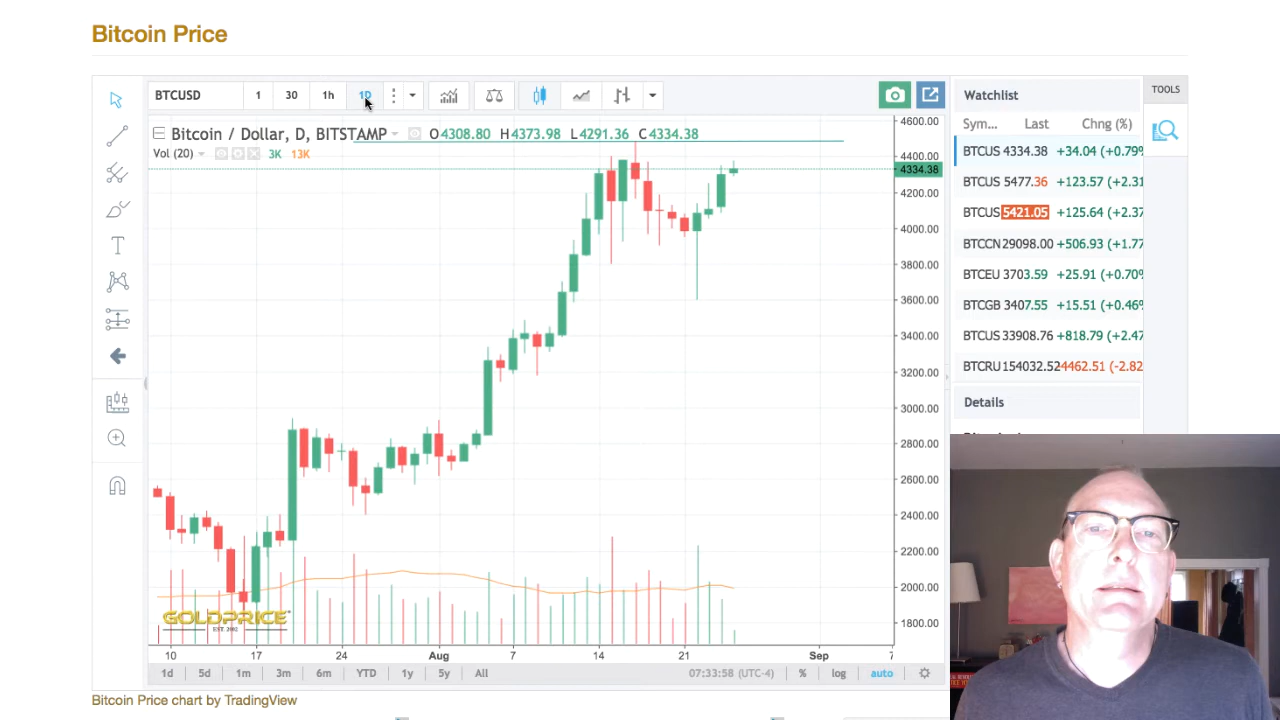 Bitcoin Price
BTCUSD 1 30 1h 1D
Bitcoin / Dollar, D, BITSTAMP O4308.80 H4373.98 L4291.36 C4334.38
Vol (20) 3K 13K
4600.00
4400.00
4334.38
4200.00
4000.00
3800.00
3600.00
3400.00
3200.00
3000.00
2800.00
2600.00
2400.00
2200.00
2000.00
1800.00
GOLDPRICE
EST. 2002
10 17 24 Aug 7 14 21 Sep 7
1d 5d 1m 3m 6m YTD 1y 5y All 07:33:58 (UTC-4) % log auto
Bitcoin Price chart by TradingView
Watchlist
Sym... Last Chng (%)
BTCUS 4334.38 +34.04 (+0.79%
BTCUS 5477.36 +123.57 (+2.31
BTCUS 5421.05 +125.64 (+2.37
BTCCN 29098.00 +506.93 (+1.77
BTCEU 3703.59 +25.91 (+0.70%
BTCGB 3407.55 +15.51 (+0.46%
BTCUS 33908.76 +818.79 (+2.47
BTCRU 154032.52 4462.51 (-2.82
Details
TOOLS